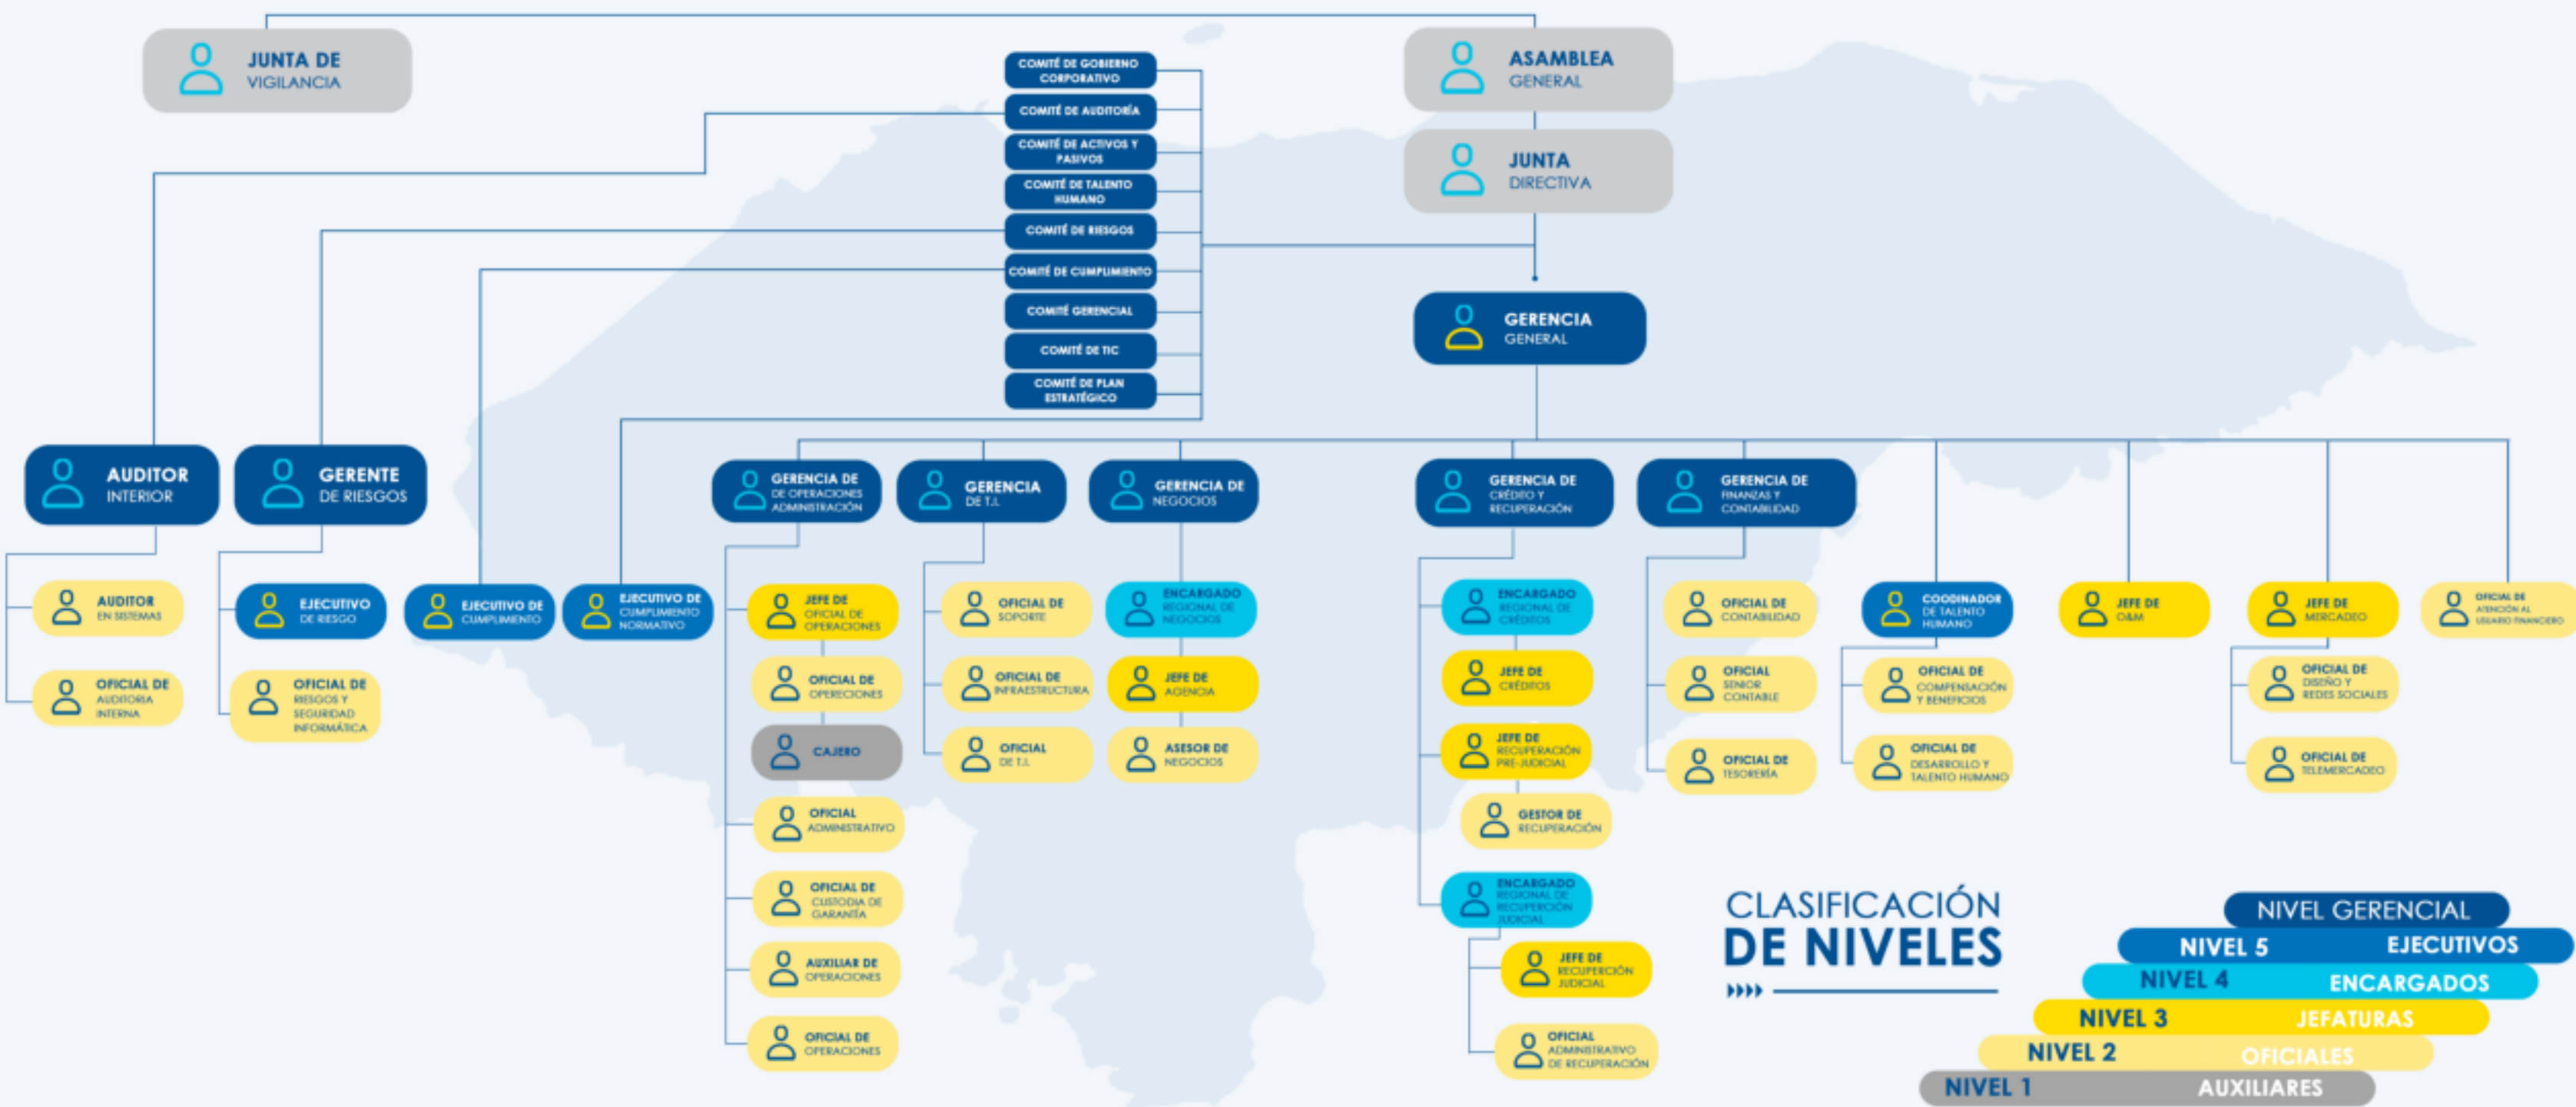 JUNTA DE
VIGILANCIA
ASAMBLEA
GENERAL
JUNTA
DIRECTIVA
COMITÉ DE GOBIERNO
CORPORATIVO
COMITÉ DE AUDITORÍA
COMITÉ DE ACTIVOS Y
PASIVOS
COMITÉ DE TALENTO
HUMANO
COMITÉ DE RIESGOS
COMITÉ DE CUMPLIMIENTO
COMITÉ GERENCIAL
COMITÉ DE TIC
COMITÉ DE PLAN
ESTRATÉGICO
GERENCIA
GENERAL
AUDITOR
INTERIOR
AUDITOR
EN SISTEMAS
OFICIAL DE
AUDITORIA
INTERNA
GERENTE
DE RIESGOS
EJECUTIVO
DE RIESGO
OFICIAL DE
RIESGOS Y
SEGURIDAD
INFORMÁTICA
EJECUTIVO DE
CUMPLIMIENTO
EJECUTIVO DE
CUMPLIMIENTO
NORMATIVO
GERENCIA DE
DE OPERACIONES
ADMINISTRACIÓN
JEFE DE
OFICIAL DE
OPERACIONES
OFICIAL DE
OPERECIONES
CAJERO
OFICIAL
ADMINISTRATIVO
OFICIAL DE
CUSTODIA DE
GARANTÍA
AUXILIAR DE
OPERACIONES
OFICIAL DE
OPERACIONES
GERENCIA
DE T.I.
OFICIAL DE
SOPORTE
OFICIAL DE
INFRAESTRUCTURA
OFICIAL
DE T.I.
GERENCIA DE
NEGOCIOS
ENCARGADO
REGIONAL DE
NEGOCIOS
JEFE DE
AGENCIA
ASESOR DE
NEGOCIOS
GERENCIA DE
CRÉDITO Y
RECUPERACIÓN
ENCARGADO
REGIONAL DE
CRÉDITOS
JEFE DE
CRÉDITOS
JEFE DE
RECUPERACIÓN
PRE-JUDICIAL
GESTOR DE
RECUPERACIÓN
ENCARGADO
REGIONAL DE
RECUPERCIÓN
JUDICIAL
JEFE DE
RECUPERCIÓN
JUDICIAL
OFICIAL
ADMINISTRATIVO
DE RECUPERACIÓN
GERENCIA DE
FINANZAS Y
CONTABILIDAD
OFICIAL DE
CONTABILIDAD
OFICIAL
SENIOR
CONTABLE
OFICIAL DE
TESORERÍA
COODINADOR
DE TALENTO
HUMANO
OFICIAL DE
COMPENSACIÓN
Y BENEFICIOS
OFICIAL DE
DESARROLLO Y
TALENTO HUMANO
JEFE DE
O&M
JEFE DE
MERCADEO
OFICIAL DE
DISEÑO Y
REDES SOCIALES
OFICIAL DE
TELEMERCADEO
OFICIAL DE
ATENCIÓN AL
USUARIO FINANCIERO
CLASIFICACIÓN
DE NIVELES
NIVEL GERENCIAL
NIVEL 5 EJECUTIVOS
NIVEL 4 ENCARGADOS
NIVEL 3 JEFATURAS
NIVEL 2 OFICIALES
NIVEL 1 AUXILIARES